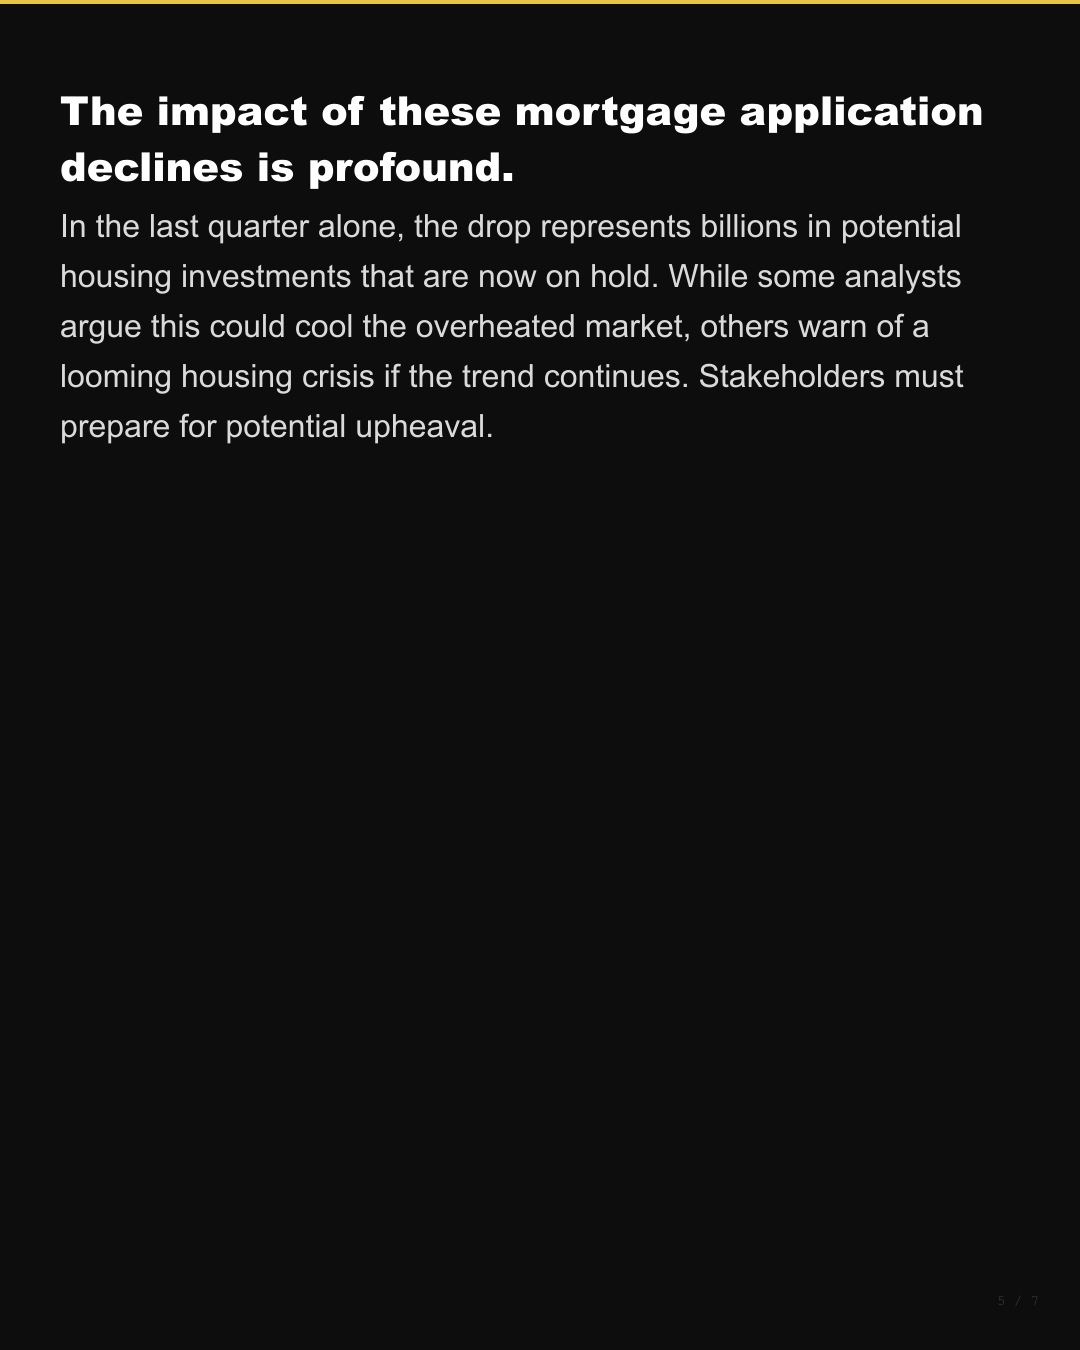 The impact of these mortgage application
declines is profound.
In the last quarter alone, the drop represents billions in potential
housing investments that are now on hold. While some analysts
argue this could cool the overheated market, others warn of a
looming housing crisis if the trend continues. Stakeholders must
prepare for potential upheaval.
5 / 7